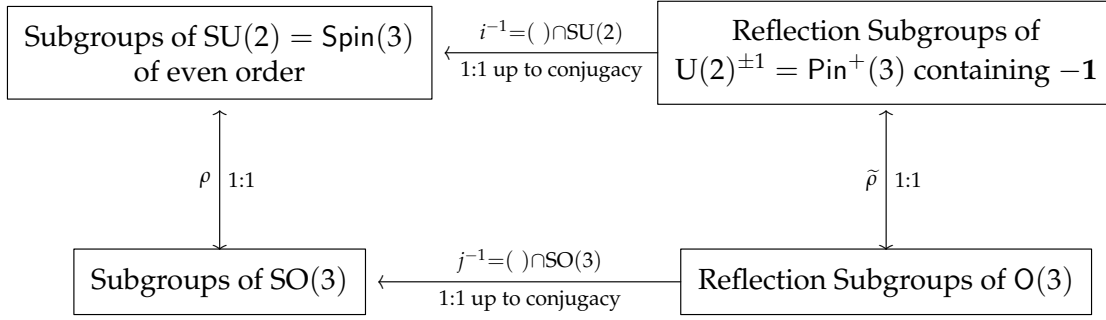 Subgroups of SU(2) = Spin(3)
of even order
i⁻¹=( )∩SU(2)
1:1 up to conjugacy
Reflection Subgroups of
U(2)^{±1} = Pin⁺(3) containing −1
ρ 1:1
ρ̃ 1:1
Subgroups of SO(3)
j⁻¹=( )∩SO(3)
1:1 up to conjugacy
Reflection Subgroups of O(3)